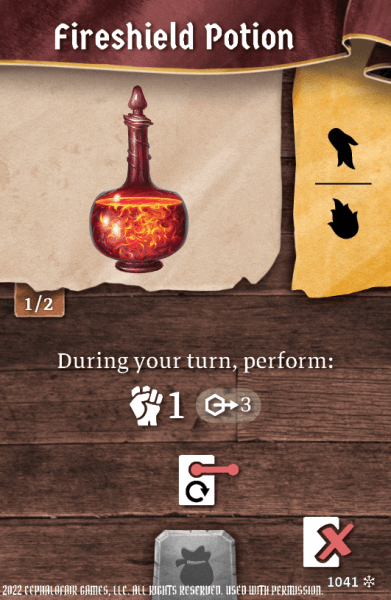 Fireshield Potion
1/2
During your turn, perform:
1 3
1041
2022 CEPHALOFAIR GAMES, LLC. ALL RIGHTS RESERVED. USED WITH PERMISSION.